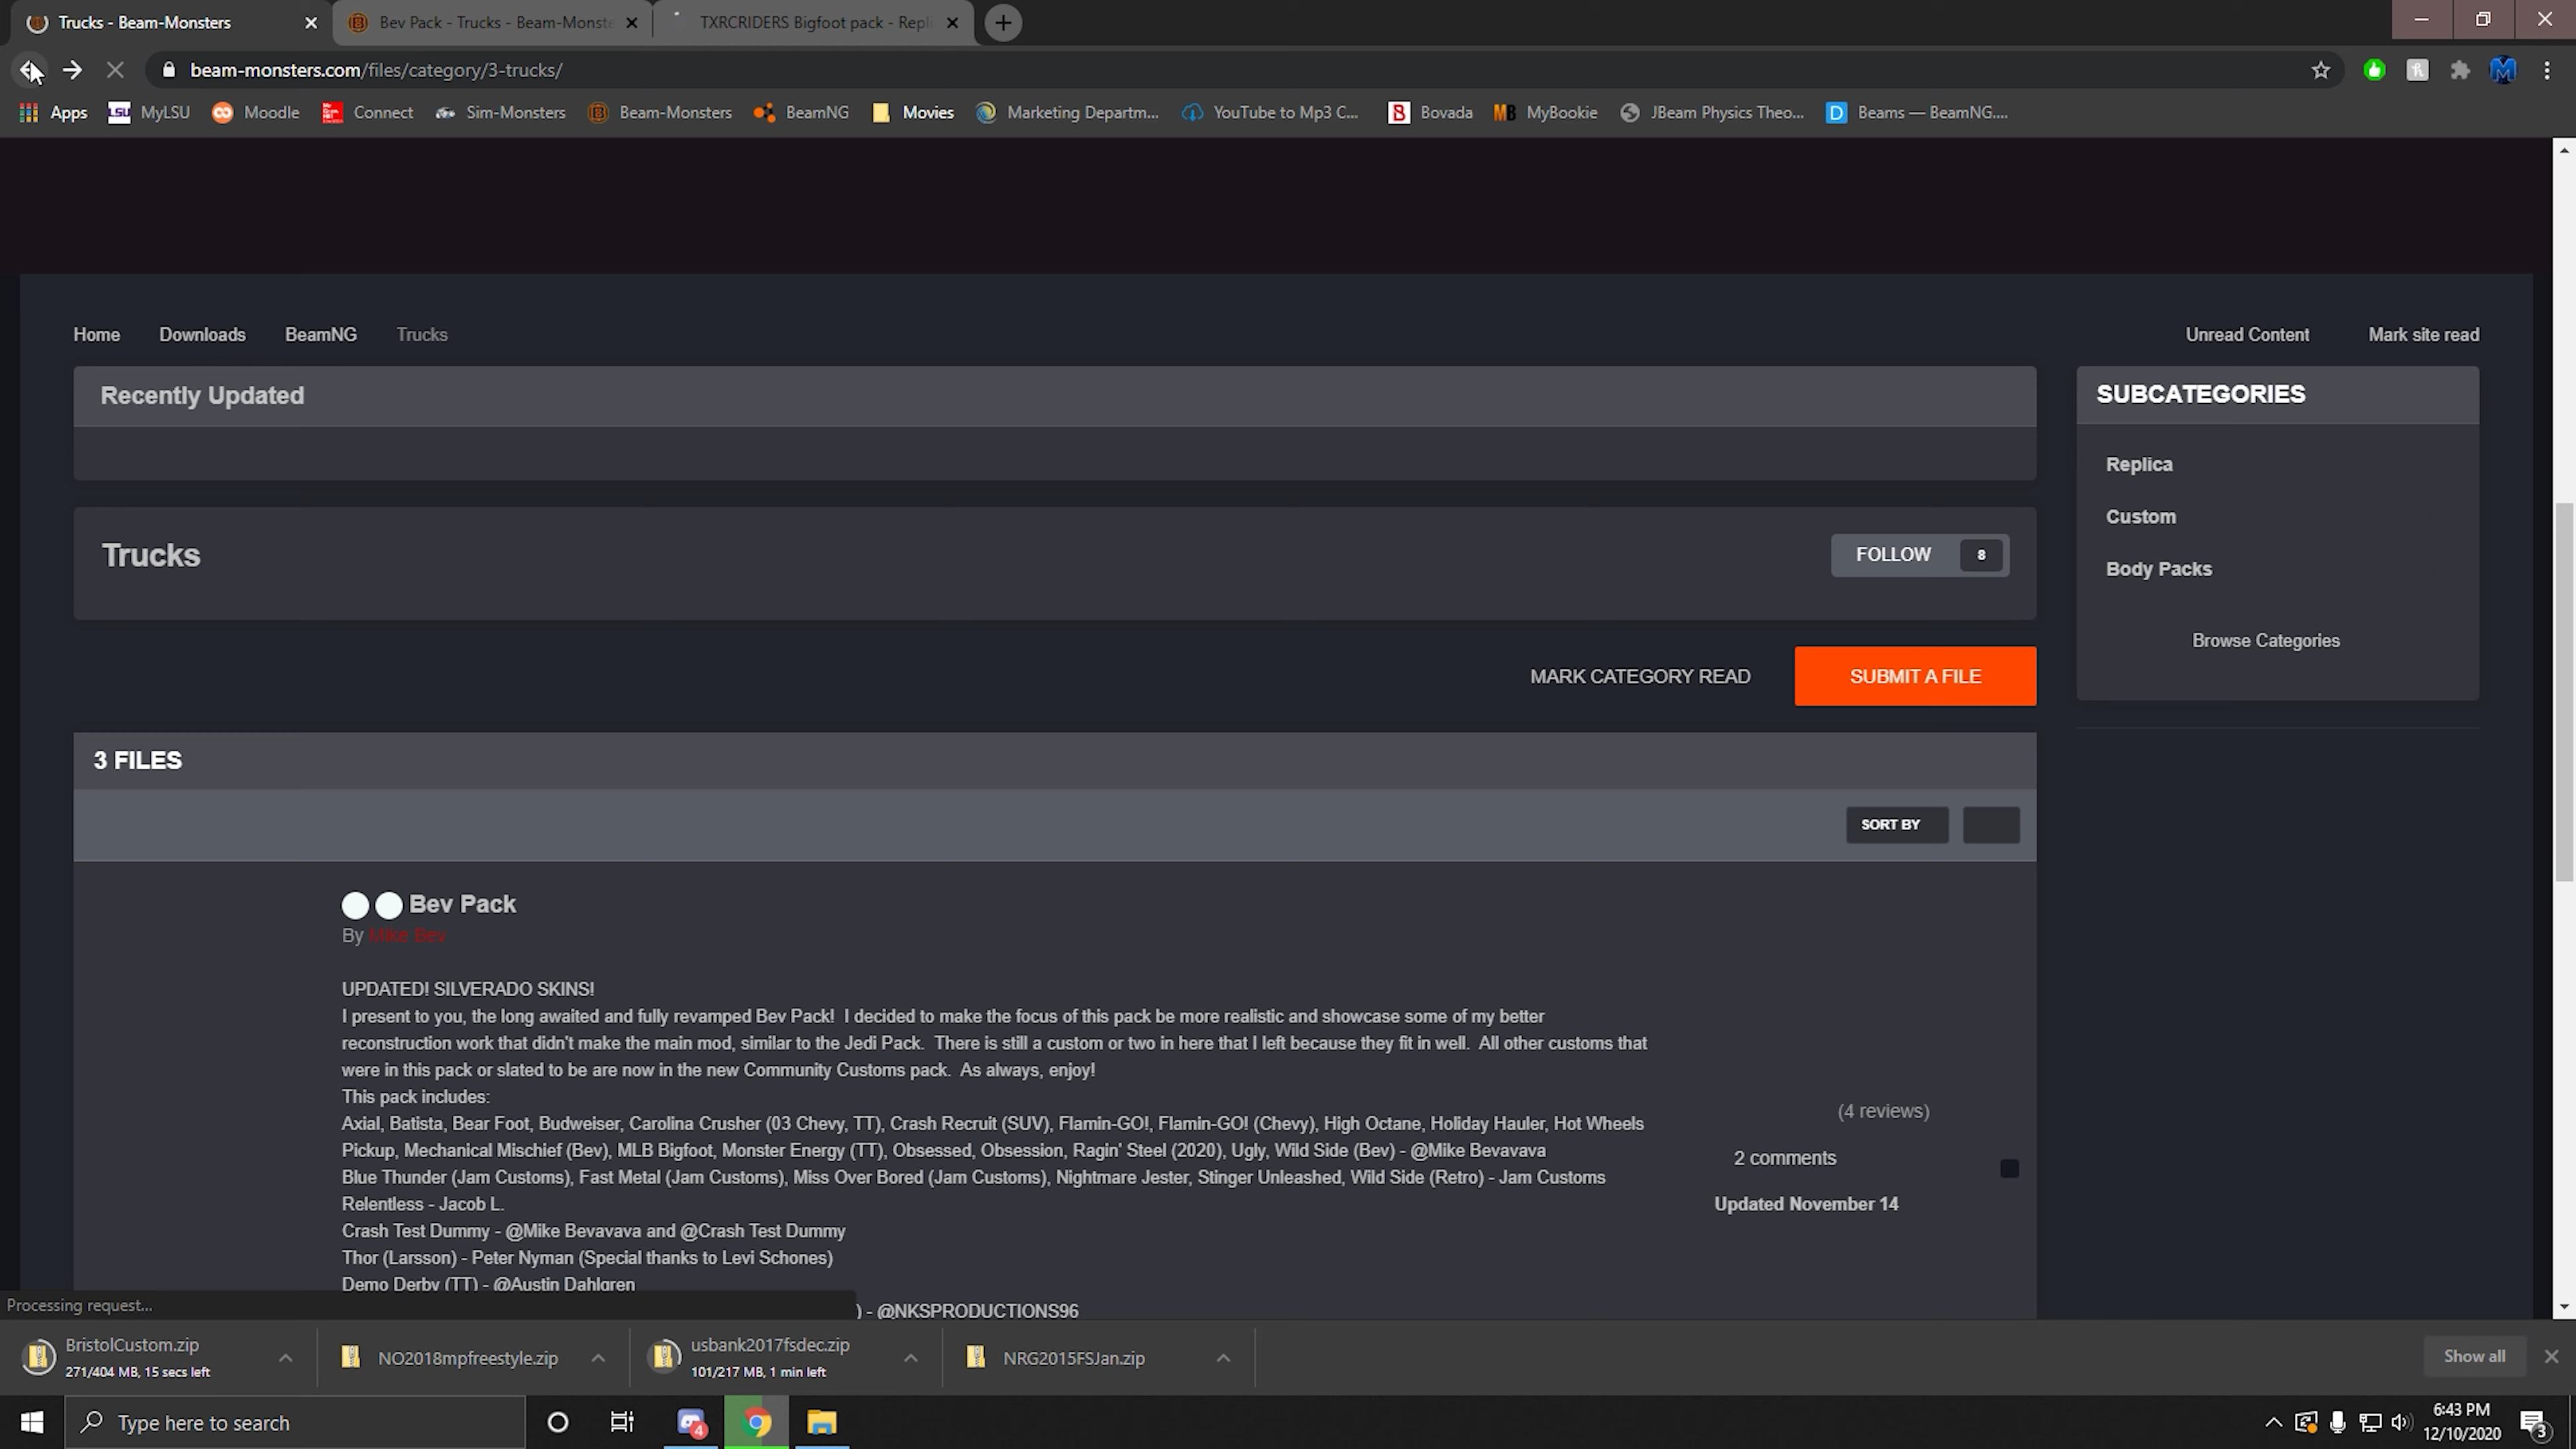 Trucks - Beam-Monsters
Bev Pack - Trucks - Beam-Monste
TXRCRIDERS Bigfoot pack - Repli
beam-monsters.com/files/category/3-trucks/
Apps
MyLSU
Moodle
Connect
Sim-Monsters
Beam-Monsters
BeamNG
Movies
Marketing Departm...
YouTube to Mp3 C...
Bovada
MyBookie
JBeam Physics Theo...
Beams — BeamNG....
Home
Downloads
BeamNG
Trucks
Unread Content
Mark site read
Recently Updated
SUBCATEGORIES
Replica
Custom
Body Packs
Browse Categories
Trucks
FOLLOW 8
MARK CATEGORY READ
SUBMIT A FILE
3 FILES
SORT BY
Bev Pack
By Mike Bev
UPDATED! SILVERADO SKINS!
I present to you, the long awaited and fully revamped Bev Pack!  I decided to make the focus of this pack be more realistic and showcase some of my better
reconstruction work that didn't make the main mod, similar to the Jedi Pack.  There is still a custom or two in here that I left because they fit in well.  All other customs that
were in this pack or slated to be are now in the new Community Customs pack.  As always, enjoy!
This pack includes:
Axial, Batista, Bear Foot, Budweiser, Carolina Crusher (03 Chevy, TT), Crash Recruit (SUV), Flamin-GO!, Flamin-GO! (Chevy), High Octane, Holiday Hauler, Hot Wheels
Pickup, Mechanical Mischief (Bev), MLB Bigfoot, Monster Energy (TT), Obsessed, Obsession, Ragin' Steel (2020), Ugly, Wild Side (Bev) - @Mike Bevavava
Blue Thunder (Jam Customs), Fast Metal (Jam Customs), Miss Over Bored (Jam Customs), Nightmare Jester, Stinger Unleashed, Wild Side (Retro) - Jam Customs
Relentless - Jacob L.
Crash Test Dummy - @Mike Bevavava and @Crash Test Dummy
Thor (Larsson) - Peter Nyman (Special thanks to Levi Schones)
Demo Derby (TT) - @Austin Dahlgren
) - @NKSPRODUCTIONS96
(4 reviews)
2 comments
Updated November 14
Processing request...
BristolCustom.zip
271/404 MB, 15 secs left
NO2018mpfreestyle.zip
usbank2017fsdec.zip
101/217 MB, 1 min left
NRG2015FSJan.zip
Show all
Type here to search
4
6:43 PM
12/10/2020
3